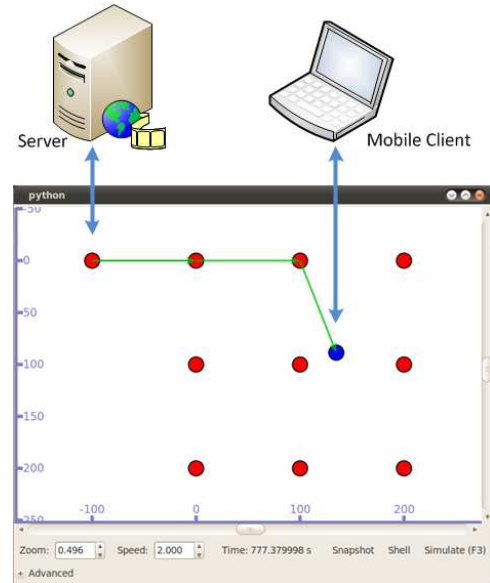 Server
Mobile Client
python
-50
0
-50
-100
-150
-200
-250
-100 0 100 200
Zoom: 0.496 Speed: 2.000 Time: 777.379998 s Snapshot Shell Simulate (F3)
+ Advanced